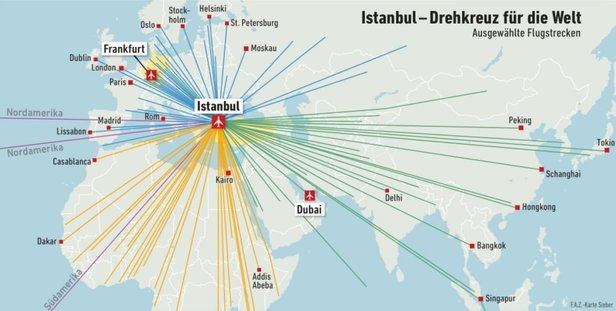 Istanbul – Drehkreuz für die Welt
Ausgewählte Flugstrecken
Helsinki
Stock-
holm
Oslo
St. Petersburg
Frankfurt
Moskau
Dublin
London
Paris
Istanbul
Nordamerika
Rom
Madrid
Peking
Lissabon
Tokio
Nordamerika
Casablanca
Schanghai
Kairo
Delhi
Dubai
Hongkong
Dakar
Bangkok
Addis
Abeba
Südamerika
Singapur
F.A.Z.-Karte Sieber